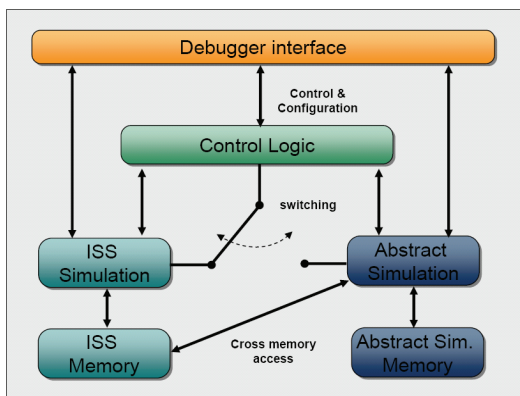 Debugger interface
Control &
Configuration
Control Logic
switching
ISS
Simulation
Abstract
Simulation
ISS
Memory
Cross memory
access
Abstract Sim.
Memory